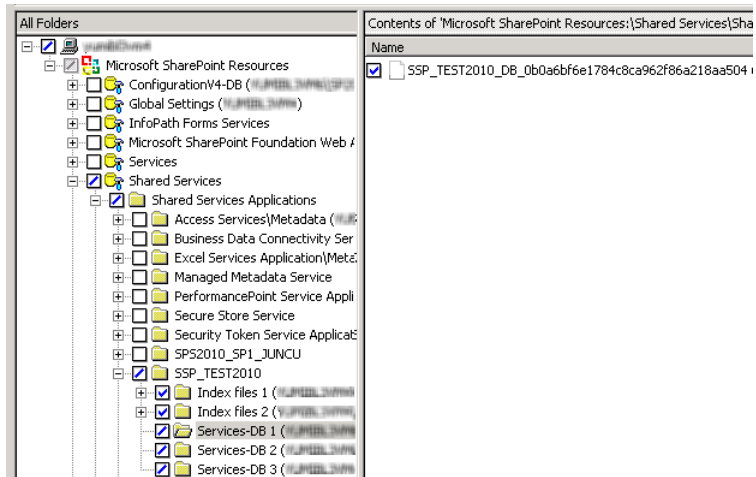 All Folders
Contents of 'Microsoft SharePoint Resources:\Shared Services\Sha
Name
Microsoft SharePoint Resources
ConfigurationV4-DB (
Global Settings (
InfoPath Forms Services
Microsoft SharePoint Foundation Web A
Services
Shared Services
Shared Services Applications
Access Services\Metadata (
Business Data Connectivity Ser
Excel Services Application\Meta
Managed Metadata Service
PerformancePoint Service Appli
Secure Store Service
Security Token Service Applicat
SPS2010_SP1_JUNCU
SSP_TEST2010
Index files 1 (
Index files 2 (
Services-DB 1 (
Services-DB 2 (
Services-DB 3 (
SSP_TEST2010_DB_0b0a6bf6e1784c8ca962f86a218aa504